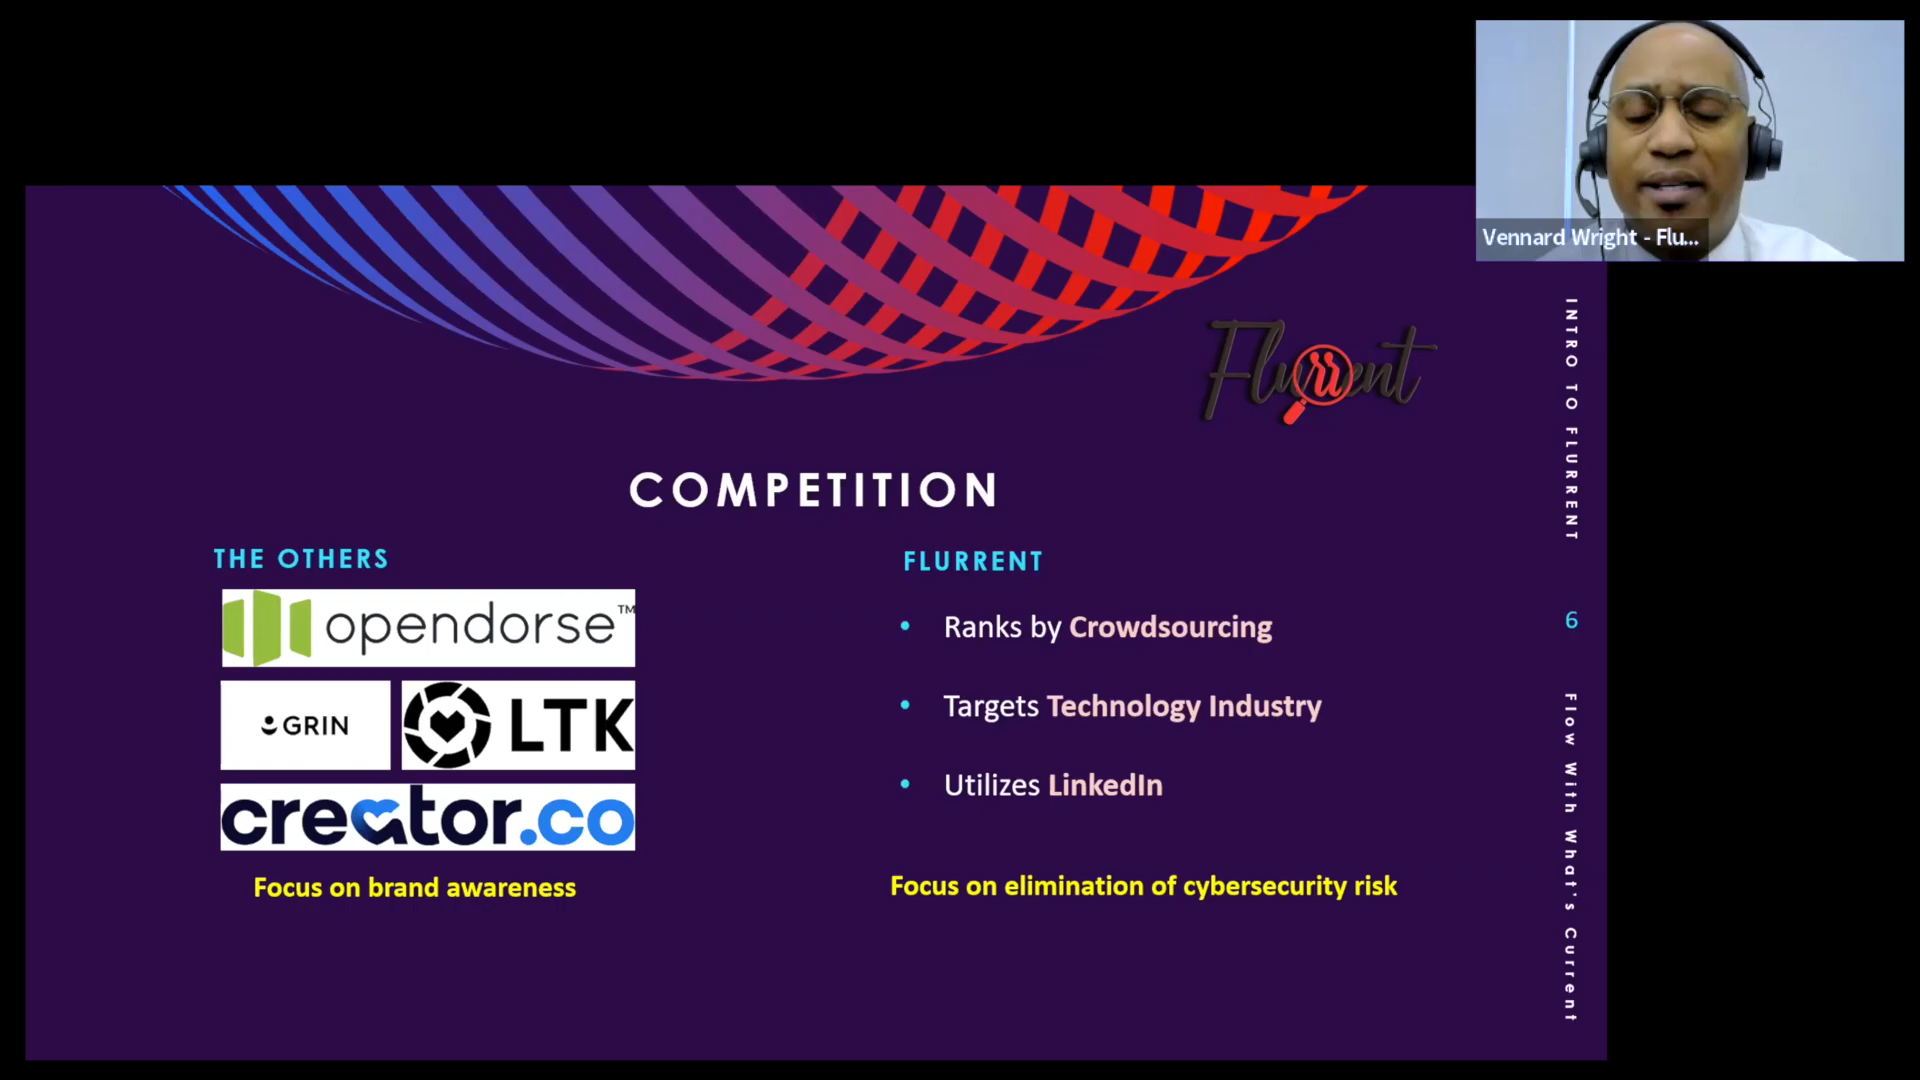 Vennard Wright - Flu...
Flurrent
COMPETITION
THE OTHERS
opendorse™
GRIN
LTK
creator.co
Focus on brand awareness
FLURRENT
• Ranks by Crowdsourcing
• Targets Technology Industry
• Utilizes LinkedIn
Focus on elimination of cybersecurity risk
INTRO TO FLURRENT
6
Flow With What's Current